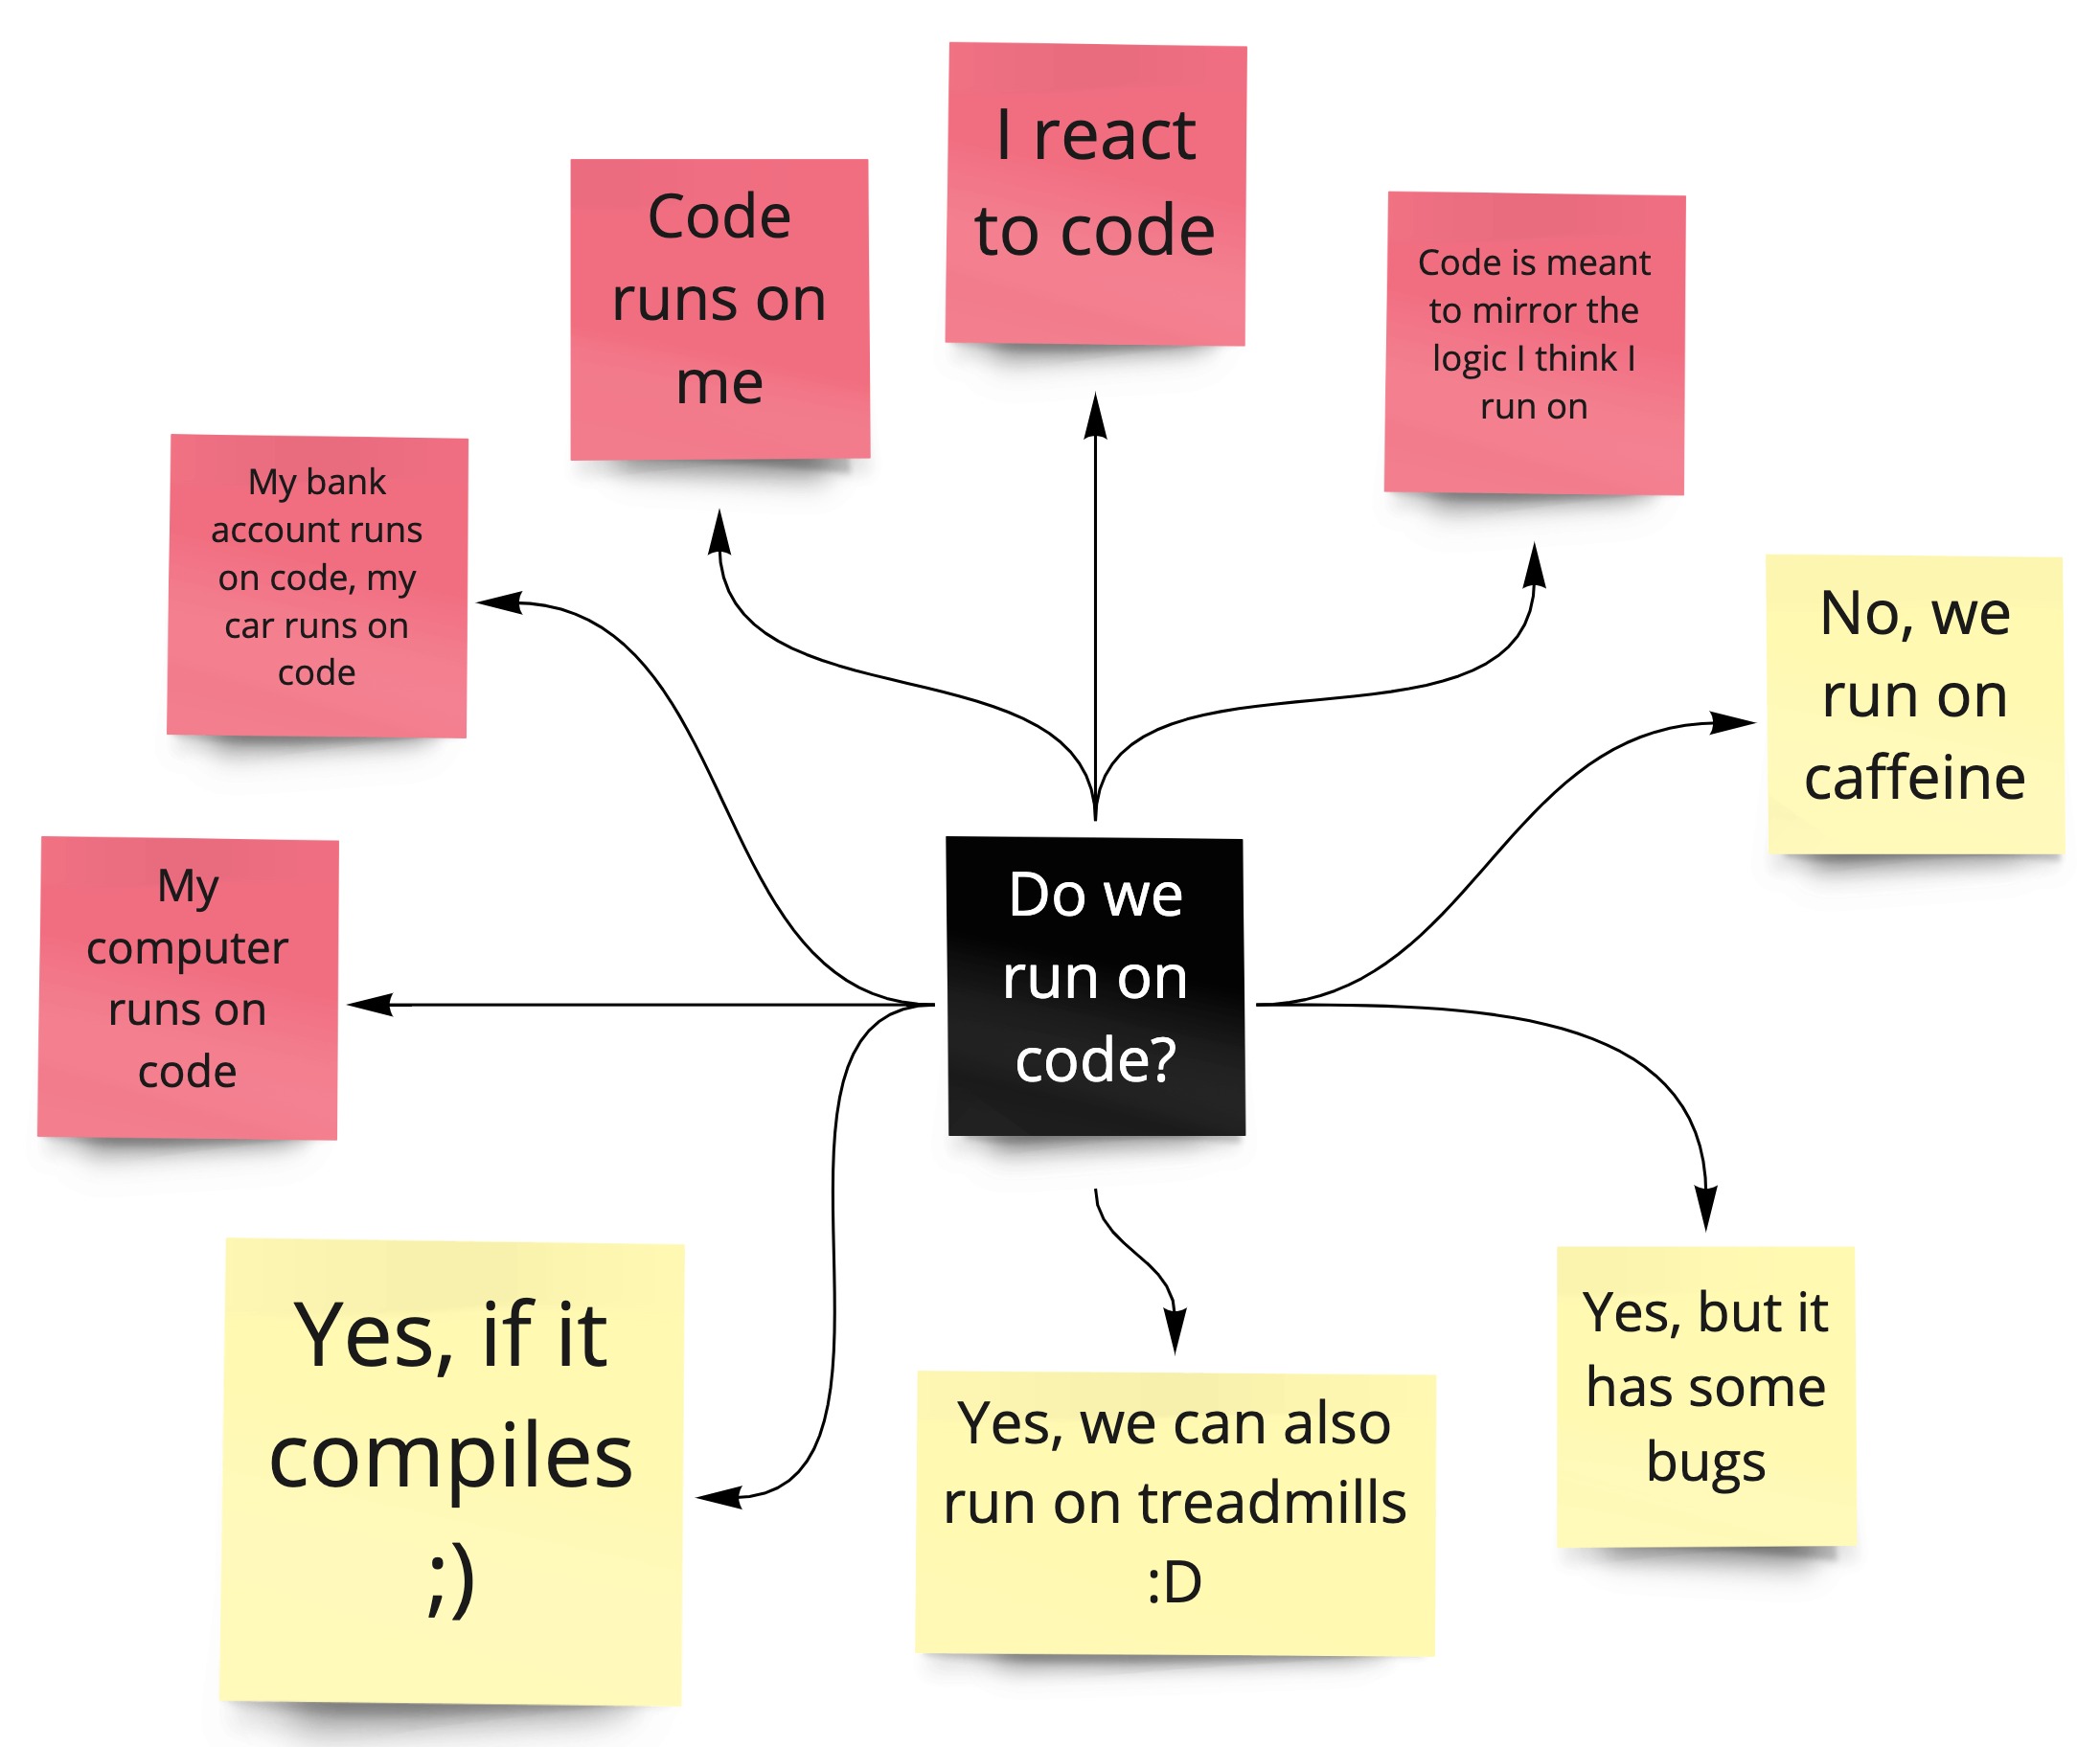 I react
to code
Code
runs on
me
Code is meant
to mirror the
logic I think I
run on
My bank
account runs
on code, my
car runs on
code
No, we
run on
caffeine
My
computer
runs on
code
Do we
run on
code?
Yes, if it
compiles
;)
Yes, we can also
run on treadmills
:D
Yes, but it
has some
bugs